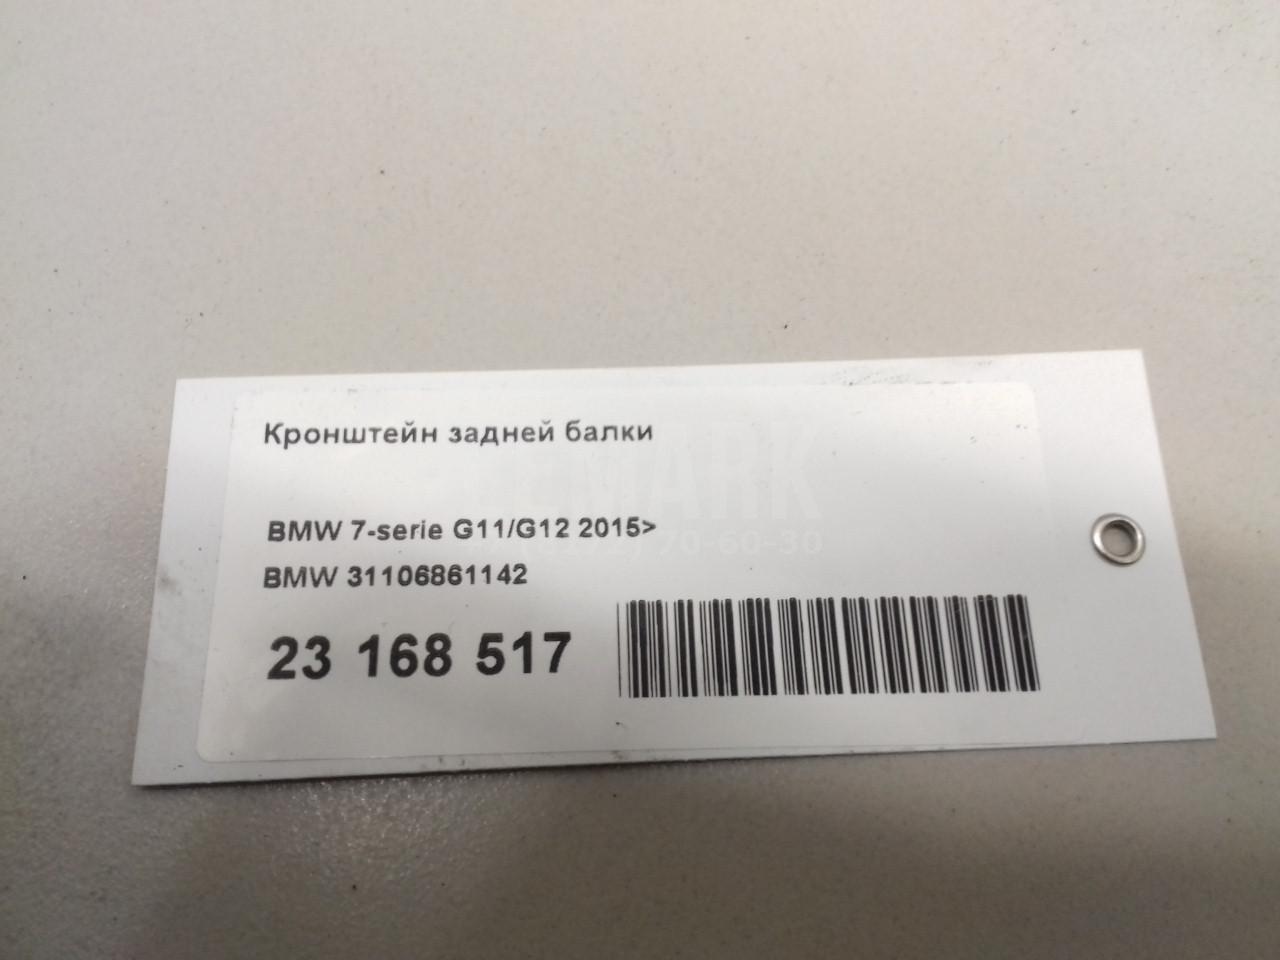 Кронштейн задней балки
BMW 7-serie G11/G12 2015>
BMW 31106861142
23 168 517